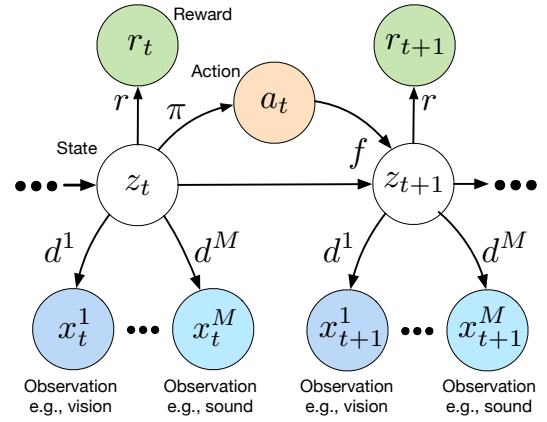 Reward
$r_t$
$r_{t+1}$
Action
$r$
$\pi$
$a_t$
$r$
State
$f$
••• $z_t$
$z_{t+1}$ •••
$d^1$
$d^M$
$d^1$
$d^M$
$x_t^1$ ••• $x_t^M$
$x_{t+1}^1$ ••• $x_{t+1}^M$
Observation
e.g., vision
Observation
e.g., sound
Observation
e.g., vision
Observation
e.g., sound